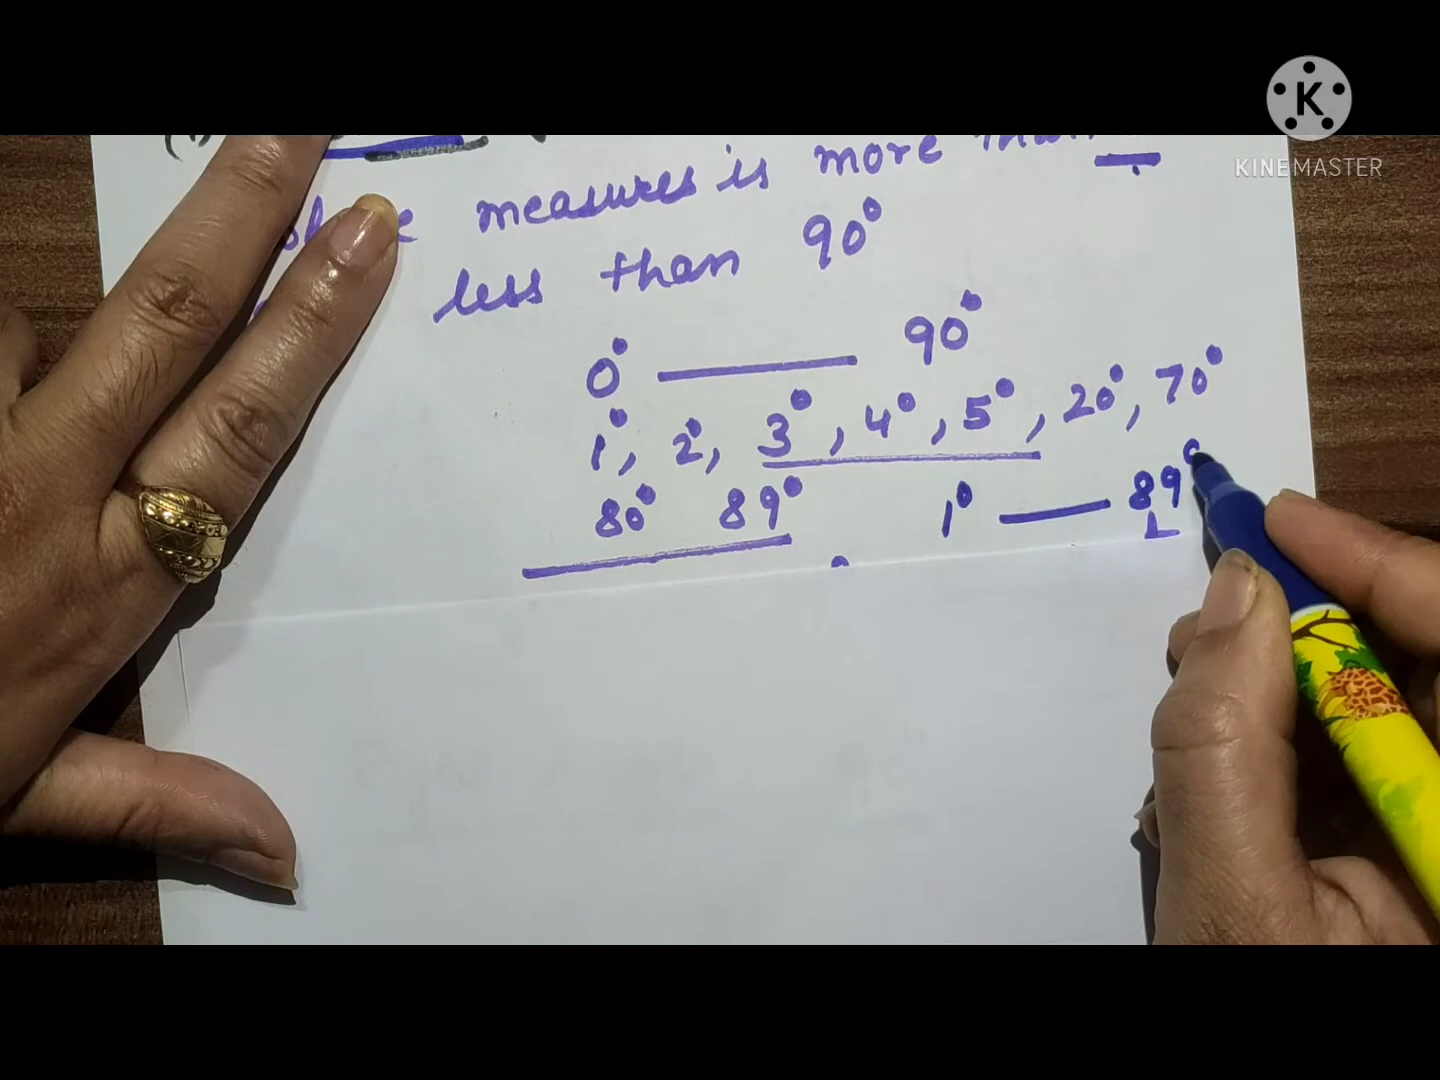 KINEMASTER
measures is more than
less than 90°
0° — 90°
1°, 2°, 3°, 4°, 5°, 20°, 70°
80° 89° 1° — 89°